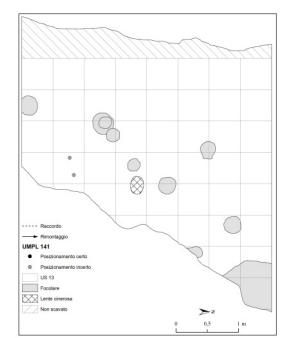 Raccordo
Rimontaggio
UMPL 141
Posizionamento certo
Posizionamento incerto
US 13
Focolare
Lente cinerosa
Non scavato
N
0 0,5 1 m